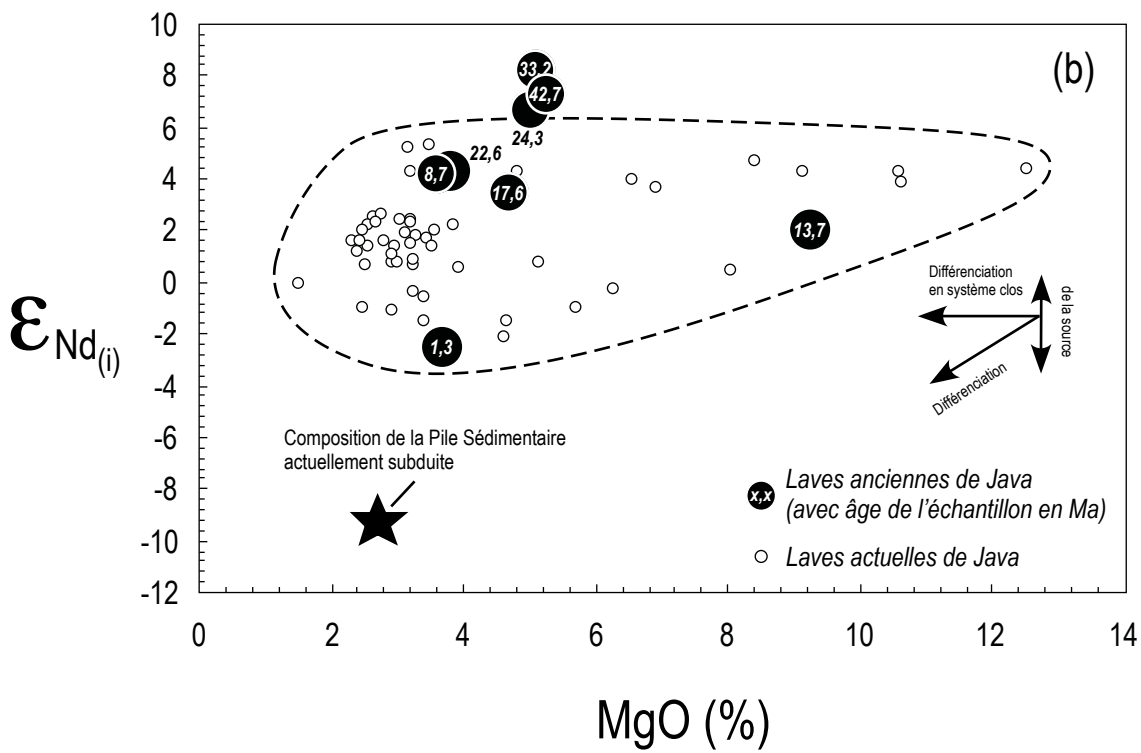 10
8
6
4
2
0
-2
-4
-6
-8
-10
-12
εNd(i)
(b)
33,2
42,7
24,3
22,6
8,7
17,6
13,7
1,3
Différenciation
en système clos
de la source
Différenciation
Composition de la Pile Sédimentaire
actuellement subduite
x,x
Laves anciennes de Java
(avec âge de l'échantillon en Ma)
Laves actuelles de Java
0
2
4
6
8
10
12
14
MgO (%)